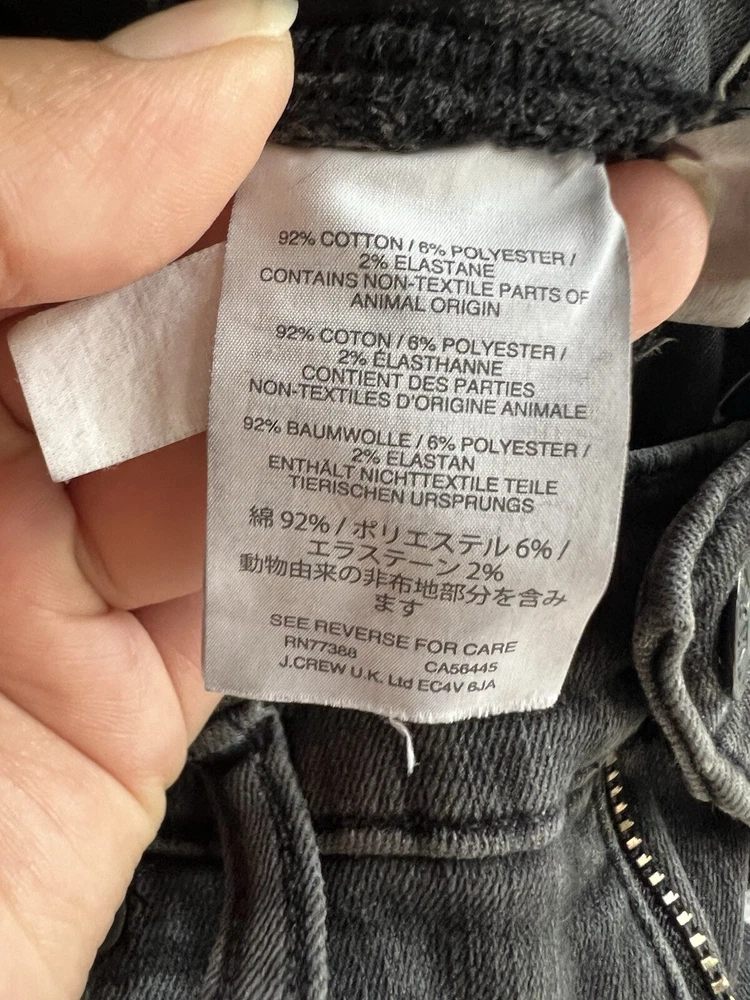 92% COTTON / 6% POLYESTER /
2% ELASTANE
CONTAINS NON-TEXTILE PARTS OF
ANIMAL ORIGIN
92% COTON / 6% POLYESTER /
2% ÉLASTHANNE
CONTIENT DES PARTIES
NON-TEXTILES D'ORIGINE ANIMALE
92% BAUMWOLLE / 6% POLYESTER /
2% ELASTAN
ENTHÄLT NICHTTEXTILE TEILE
TIERISCHEN URSPRUNGS
綿 92% / ポリエステル 6% /
エラステーン 2%
動物由来の非布地部分を含み
ます
SEE REVERSE FOR CARE
RN77388 CA56445
J.CREW U.K. Ltd EC4V 6JA